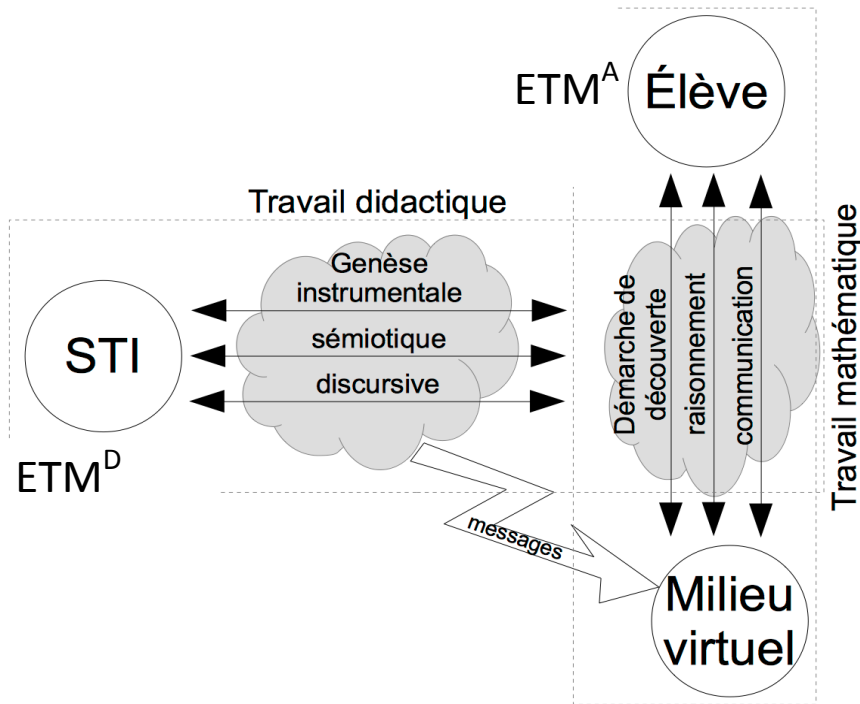 ETM^A
Élève
Travail didactique
Genèse
instrumentale
sémiotique
discursive
STI
ETM^D
Démarche de
découverte
raisonnement
communication
Travail mathématique
messages
Milieu
virtuel